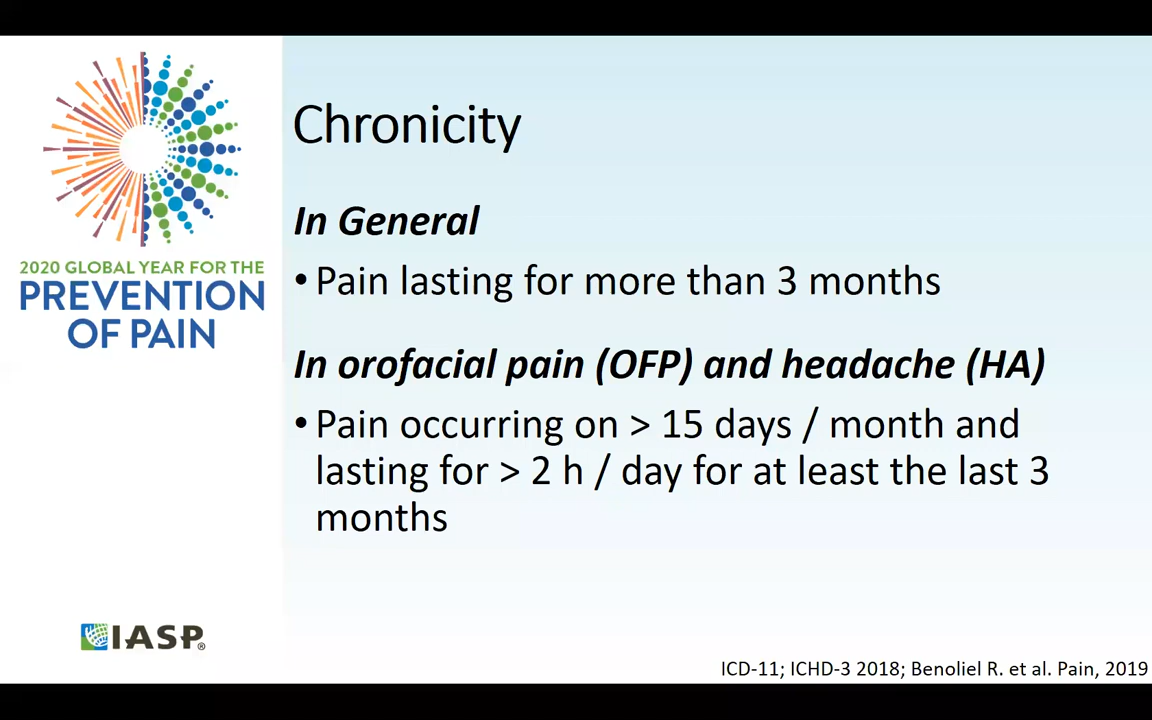 2020 GLOBAL YEAR FOR THE
PREVENTION
OF PAIN
Chronicity
In General
• Pain lasting for more than 3 months
In orofacial pain (OFP) and headache (HA)
• Pain occurring on > 15 days / month and
lasting for > 2 h / day for at least the last 3
months
IASP®
ICD-11; ICHD-3 2018; Benoliel R. et al. Pain, 2019